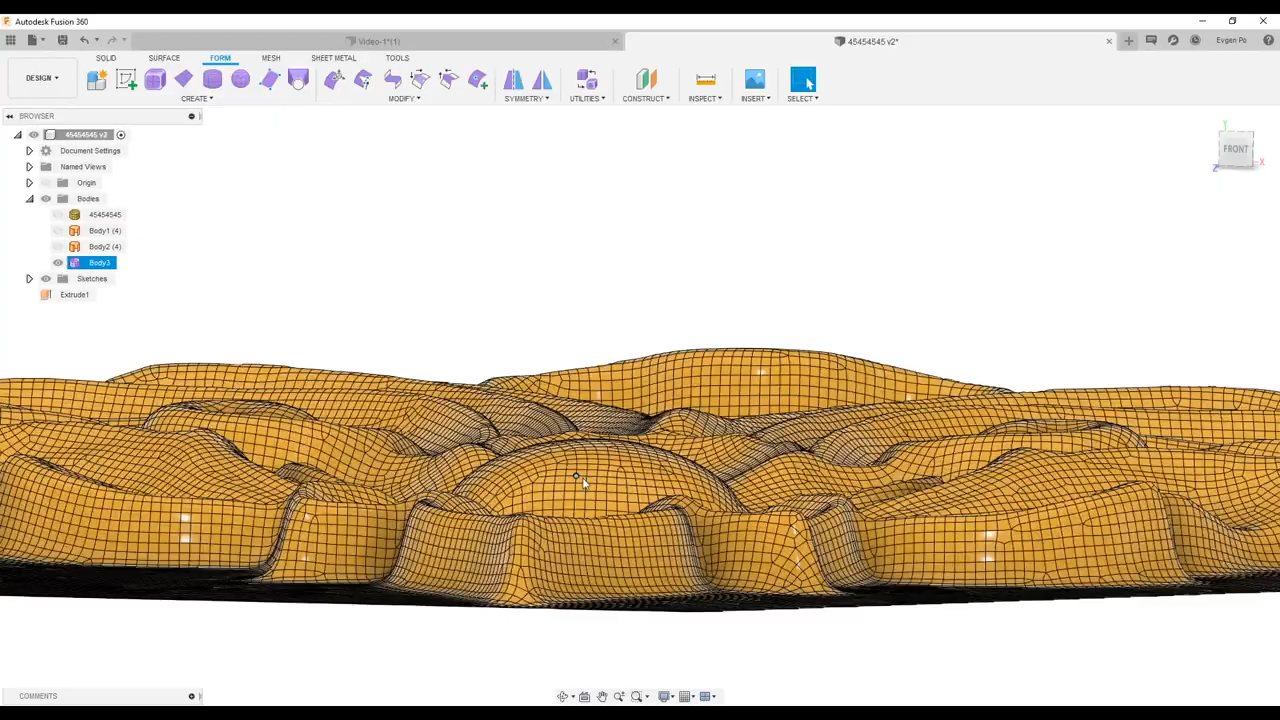 Autodesk Fusion 360
Video-1*(1)
45454545 v2*
Evgen Po
DESIGN
SOLID SURFACE FORM MESH SHEET METAL TOOLS
CREATE MODIFY SYMMETRY UTILITIES CONSTRUCT INSPECT INSERT SELECT
BROWSER
45454545 v2
Document Settings
Named Views
Origin
Bodies
45454545
Body1 (4)
Body2 (4)
Body3
Sketches
Extrude1
Y
FRONT
X
Z
COMMENTS